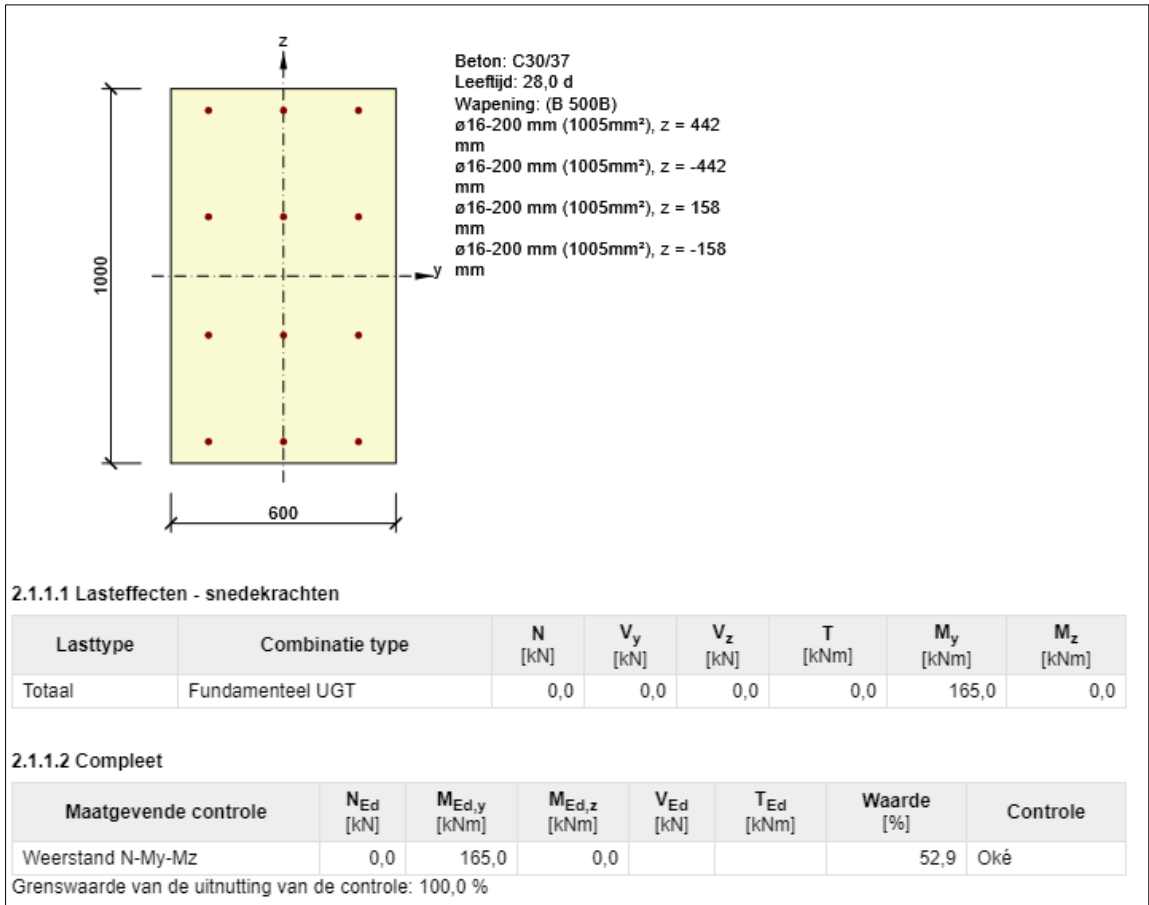 z
Beton: C30/37
Leeftijd: 28,0 d
Wapening: (B 500B)
ø16-200 mm (1005mm²), z = 442
mm
ø16-200 mm (1005mm²), z = -442
mm
ø16-200 mm (1005mm²), z = 158
mm
ø16-200 mm (1005mm²), z = -158
mm
y
1000
600
2.1.1.1 Lasteffecten - snedekrachten
Lasttype Combinatie type N [kN] Vy [kN] Vz [kN] T [kNm] My [kNm] Mz [kNm]
Totaal Fundamenteel UGT 0,0 0,0 0,0 0,0 165,0 0,0
2.1.1.2 Compleet
Maatgevende controle NEd [kN] MEd,y [kNm] MEd,z [kNm] VEd [kN] TEd [kNm] Waarde [%] Controle
Weerstand N-My-Mz 0,0 165,0 0,0 52,9 Oké
Grenswaarde van de uitnutting van de controle: 100,0 %